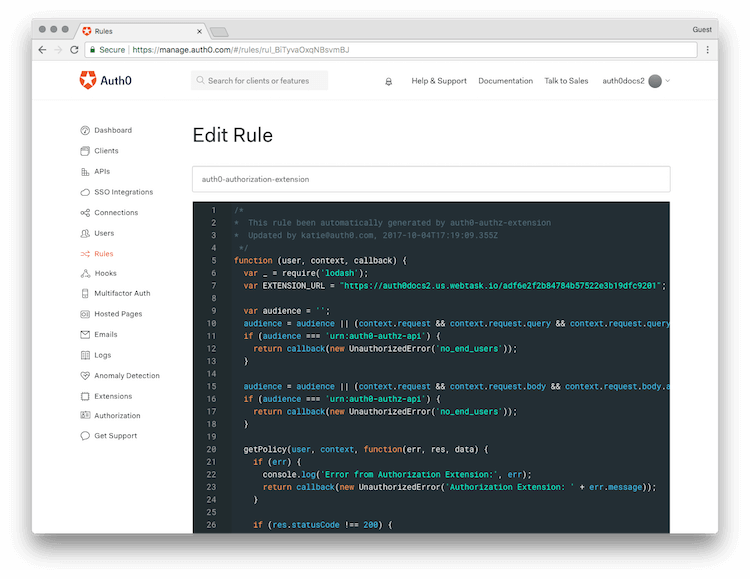 Rules
Guest
Secure https://manage.auth0.com/#/rules/rul_BiTyvaOxqNBsvmBJ
Auth0
Search for clients or features
Help & Support
Documentation
Talk to Sales
auth0docs2
Dashboard
Clients
APIs
SSO Integrations
Connections
Users
Rules
Hooks
Multifactor Auth
Hosted Pages
Emails
Logs
Anomaly Detection
Extensions
Authorization
Get Support
Edit Rule
auth0-authorization-extension
1 /*
2 * This rule been automatically generated by auth0-authz-extension
3 * Updated by katie@auth0.com, 2017-10-04T17:19:09.355Z
4 */
5 function (user, context, callback) {
6 var _ = require('lodash');
7 var EXTENSION_URL = "https://auth0docs2.us.webtask.io/adf6e2f2b84784b57522e3b19dfc9201";
8
9 var audience = '';
10 audience = audience || (context.request && context.request.query && context.request.query
11 if (audience === 'urn:auth0-authz-api') {
12 return callback(new UnauthorizedError('no_end_users'));
13 }
14
15 audience = audience || (context.request && context.request.body && context.request.body.a
16 if (audience === 'urn:auth0-authz-api') {
17 return callback(new UnauthorizedError('no_end_users'));
18 }
19
20 getPolicy(user, context, function(err, res, data) {
21 if (err) {
22 console.log('Error from Authorization Extension:', err);
23 return callback(new UnauthorizedError('Authorization Extension: ' + err.message));
24 }
25
26 if (res.statusCode !== 200) {